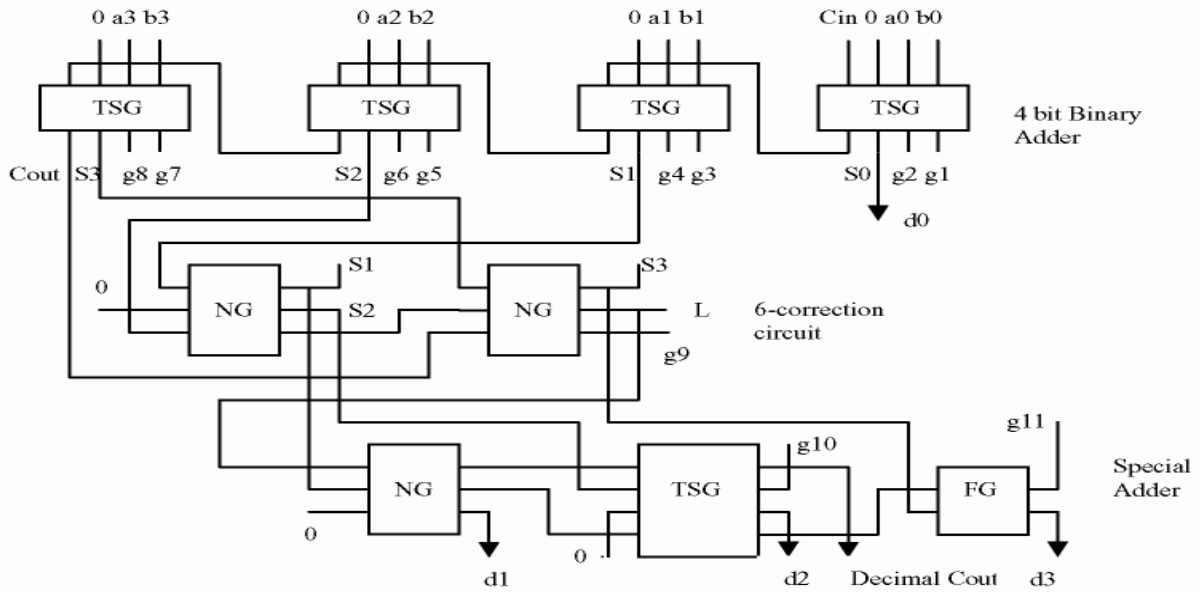 0 a3 b3
0 a2 b2
0 a1 b1
Cin 0 a0 b0
TSG
TSG
TSG
TSG
4 bit Binary
Adder
Cout
S3
g8 g7
S2
g6 g5
S1
g4 g3
S0
g2 g1
d0
0
NG
S1
S2
NG
S3
L
g9
6-correction
circuit
NG
0
d1
TSG
0
g10
d2
Decimal Cout
FG
g11
d3
Special
Adder